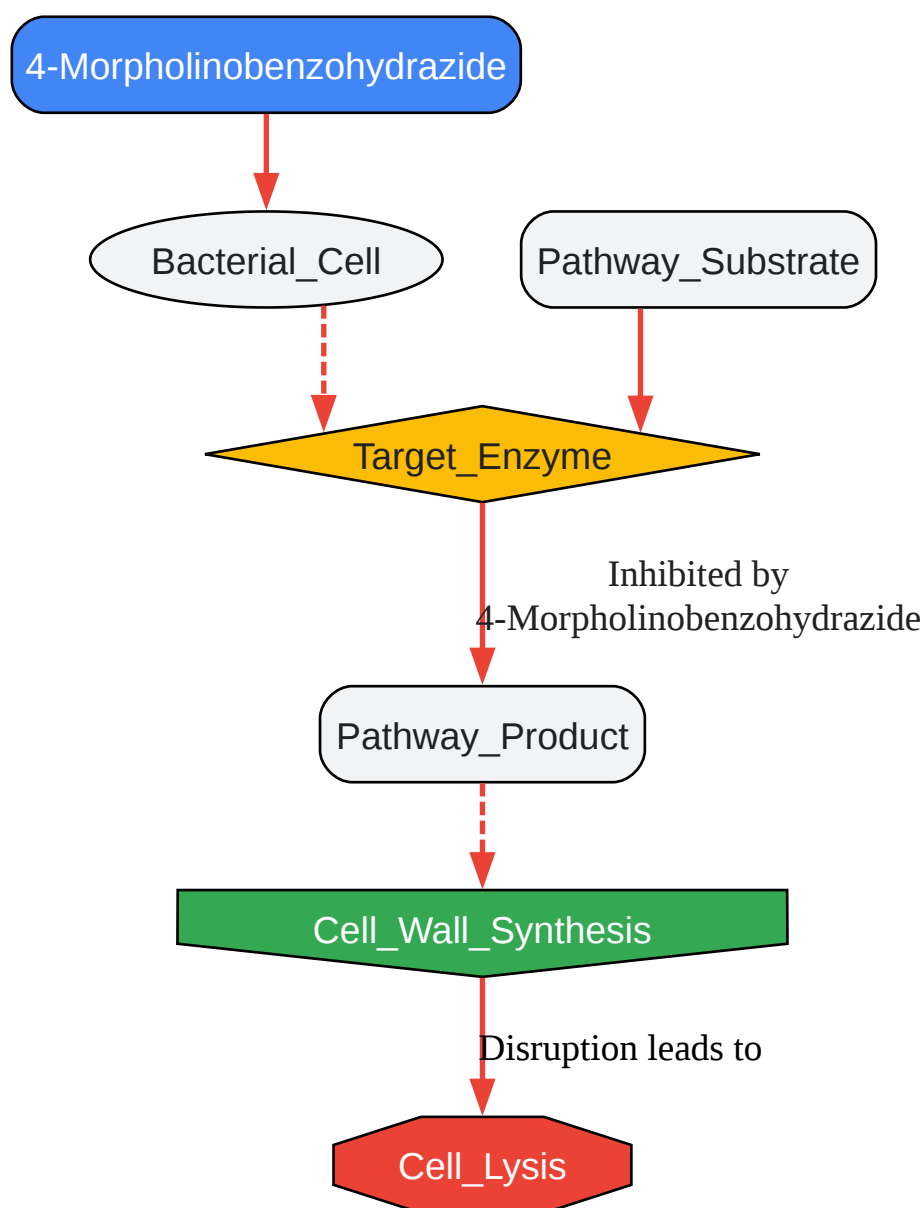 4-Morpholinobenzohydrazide
Bacterial_Cell
Pathway_Substrate
Target_Enzyme
Inhibited by
4-Morpholinobenzohydrazide
Pathway_Product
Cell_Wall_Synthesis
Disruption leads to
Cell_Lysis